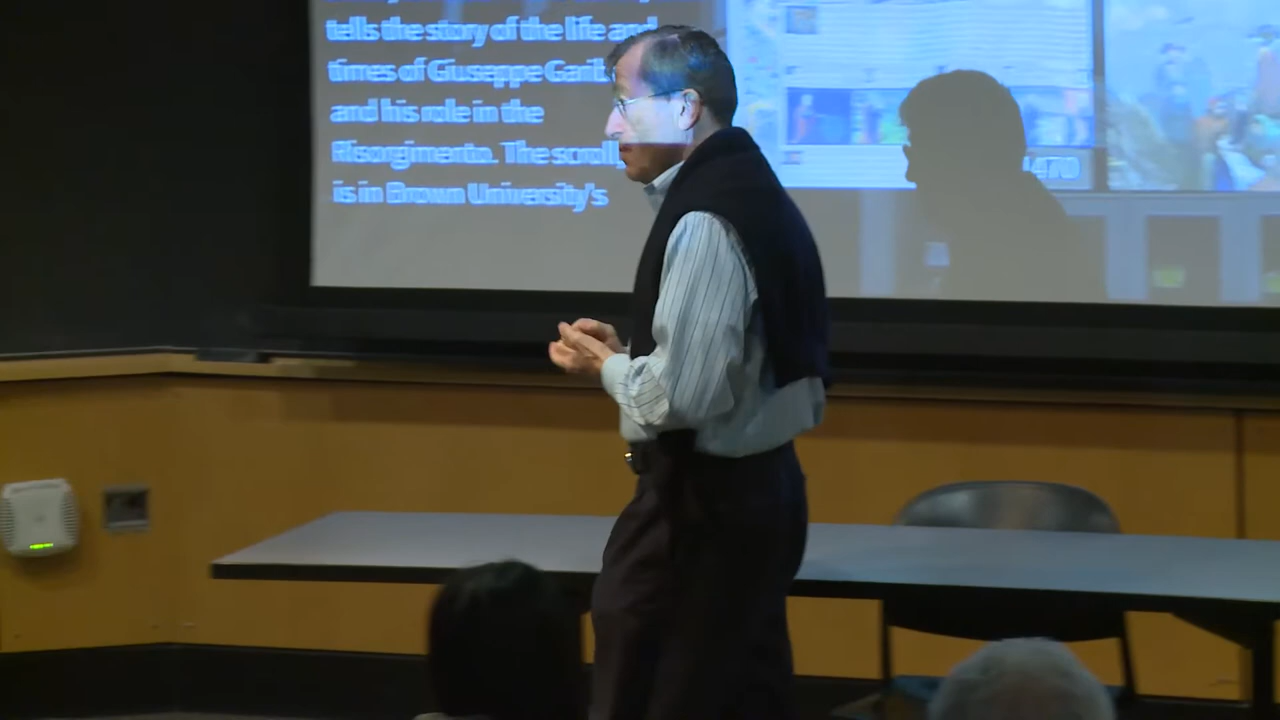 tells the story of the life and
times of Giuseppe Garib
and his role in the
Risorgimento. The scroll
is in Brown University's
470